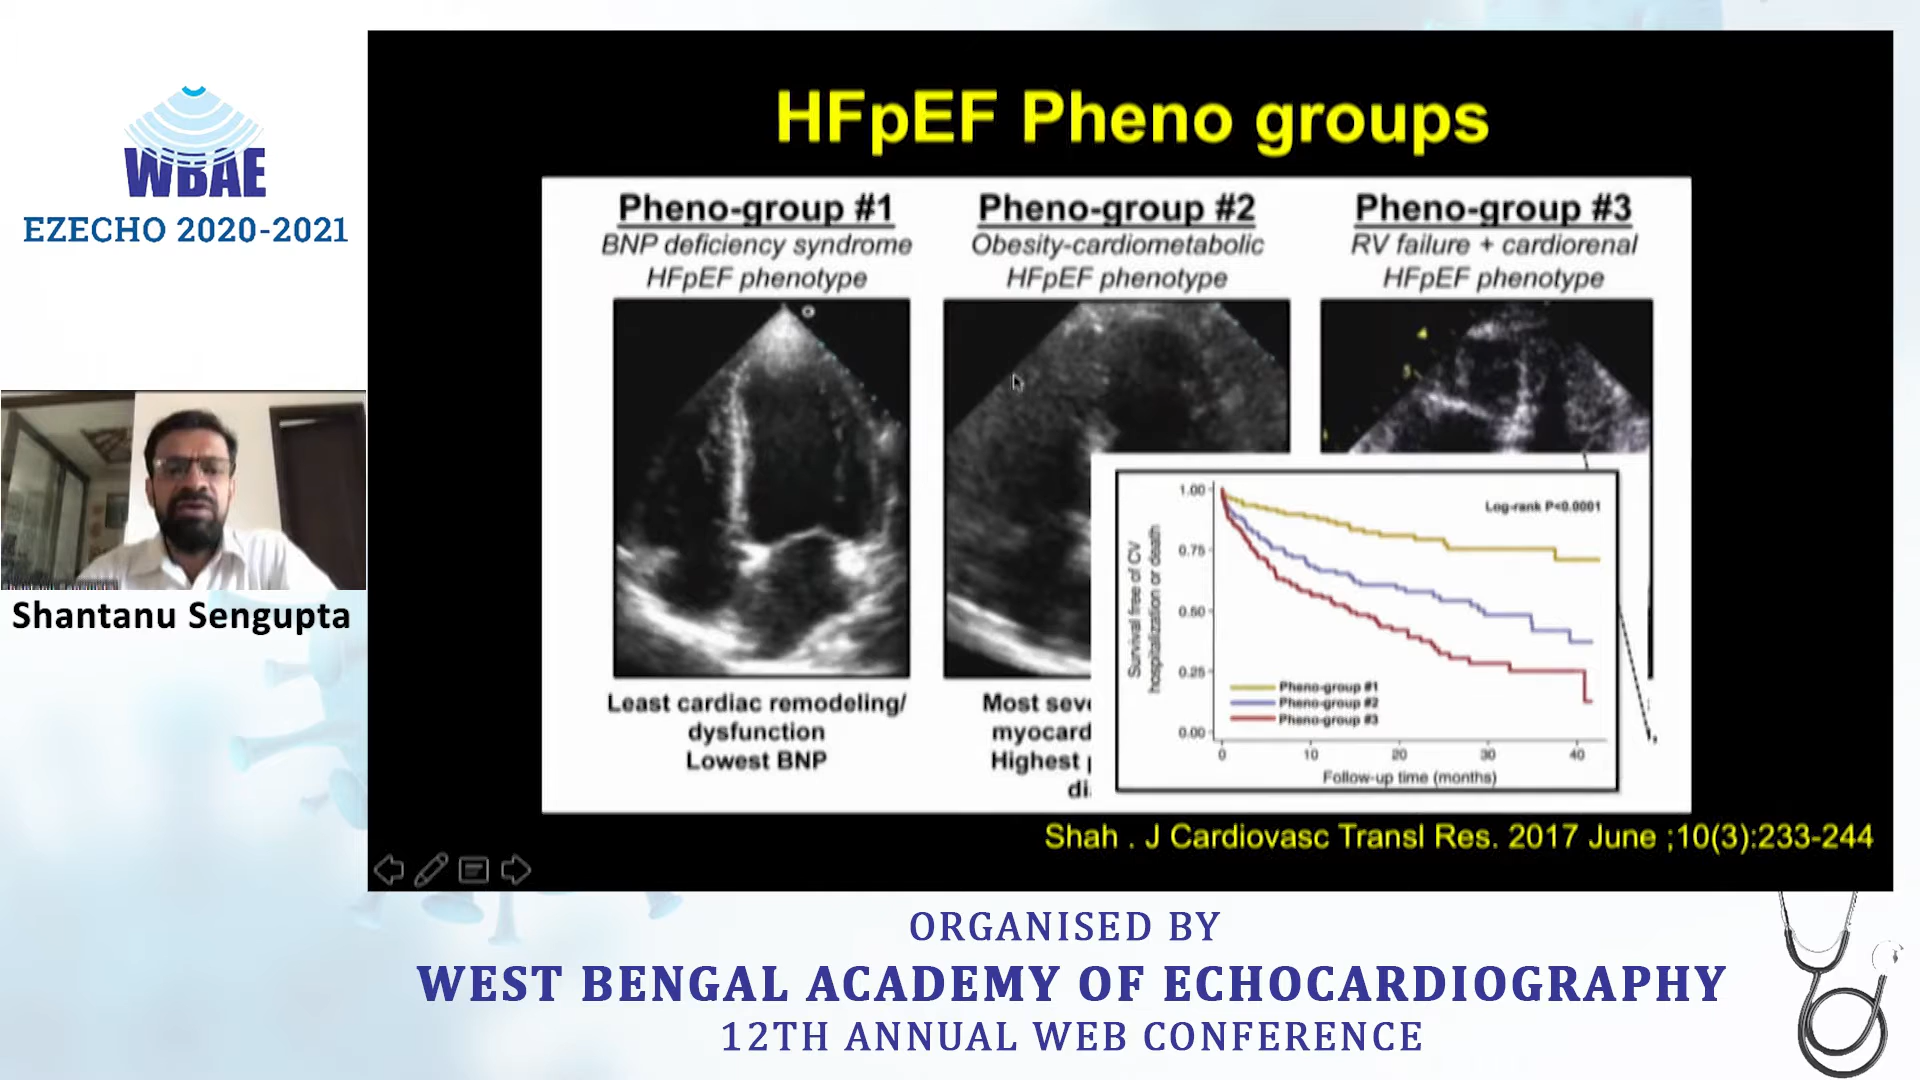 WBAE
EZECHO 2020-2021
Shantanu Sengupta
HFpEF Pheno groups
Pheno-group #1
BNP deficiency syndrome
HFpEF phenotype
Least cardiac remodeling/
dysfunction
Lowest BNP
Pheno-group #2
Obesity-cardiometabolic
HFpEF phenotype
Most seve
myocard
Highest
di
Pheno-group #3
RV failure + cardiorenal
HFpEF phenotype
Log-rank P<0.0001
Survival free of CV
hospitalization or death
1.00
0.75
0.50
0.25
0.00
Pheno-group #1
Pheno-group #2
Pheno-group #3
0 10 20 30 40
Follow-up time (months)
Shah . J Cardiovasc Transl Res. 2017 June ;10(3):233-244
ORGANISED BY
WEST BENGAL ACADEMY OF ECHOCARDIOGRAPHY
12TH ANNUAL WEB CONFERENCE